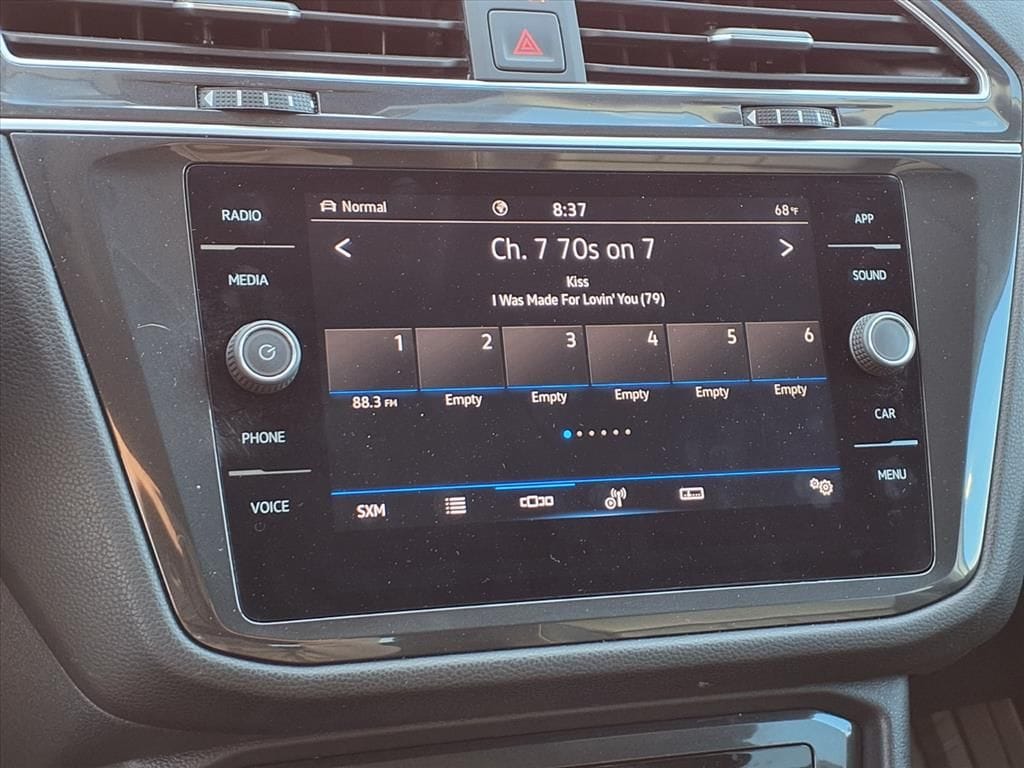 RADIO
MEDIA
PHONE
VOICE
Normal
8:37
68°F
Ch. 7 70s on 7
Kiss
I Was Made For Lovin' You (79)
1 2 3 4 5 6
88.3 FM Empty Empty Empty Empty Empty
SXM
APP
SOUND
CAR
MENU